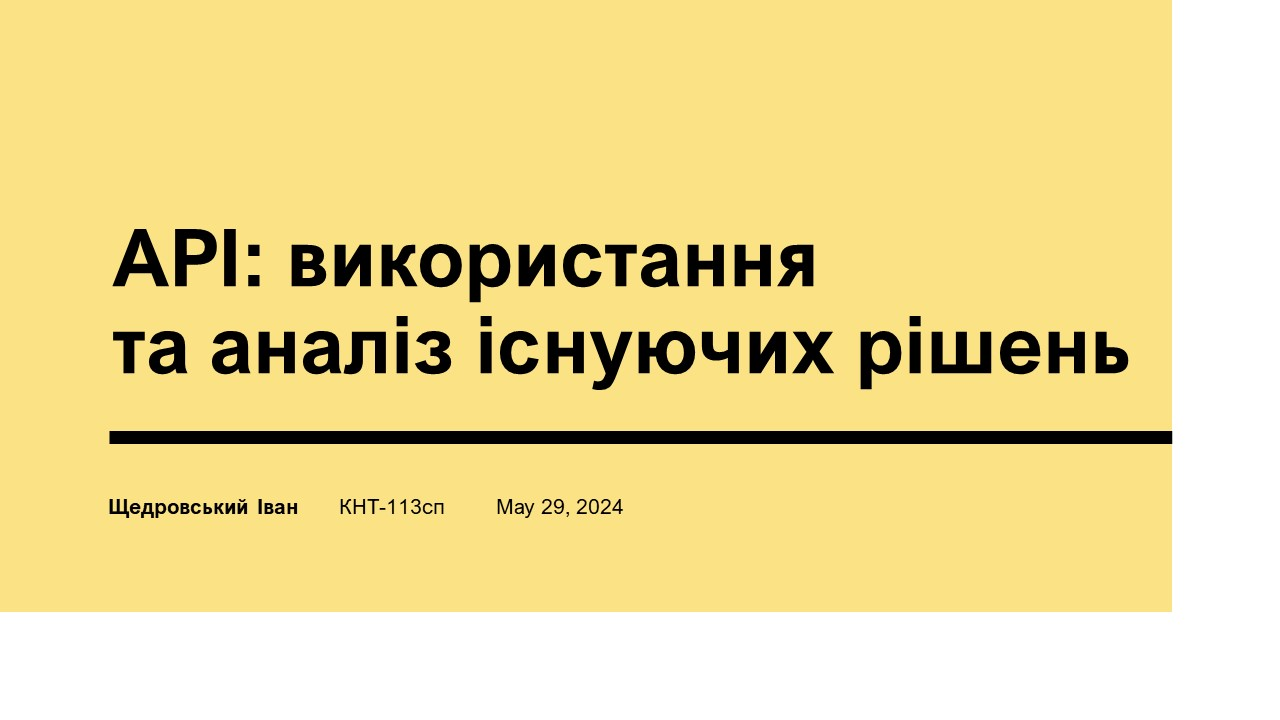 API: використання
та аналіз існуючих рішень
Щедровський Іван КНТ-113сп May 29, 2024